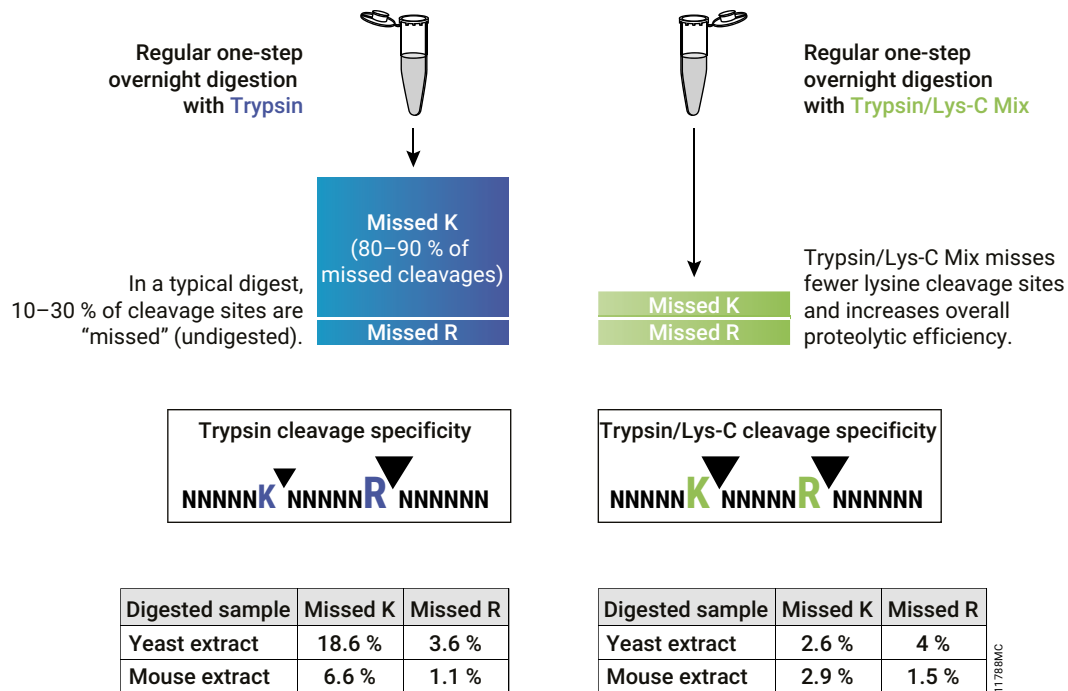 Regular one-step
overnight digestion
with Trypsin
Regular one-step
overnight digestion
with Trypsin/Lys-C Mix
Missed K
(80–90 % of
missed cleavages)
Missed R
In a typical digest,
10–30 % of cleavage sites are
“missed” (undigested).
Missed K
Missed R
Trypsin/Lys-C Mix misses
fewer lysine cleavage sites
and increases overall
proteolytic efficiency.
Trypsin cleavage specificity
NNNNNKNNNNNRNNNNNN
Trypsin/Lys-C cleavage specificity
NNNNNKNNNNNRNNNNNN
Digested sample Missed K Missed R
Yeast extract 18.6 % 3.6 %
Mouse extract 6.6 % 1.1 %
Digested sample Missed K Missed R
Yeast extract 2.6 % 4 %
Mouse extract 2.9 % 1.5 %
11788MC